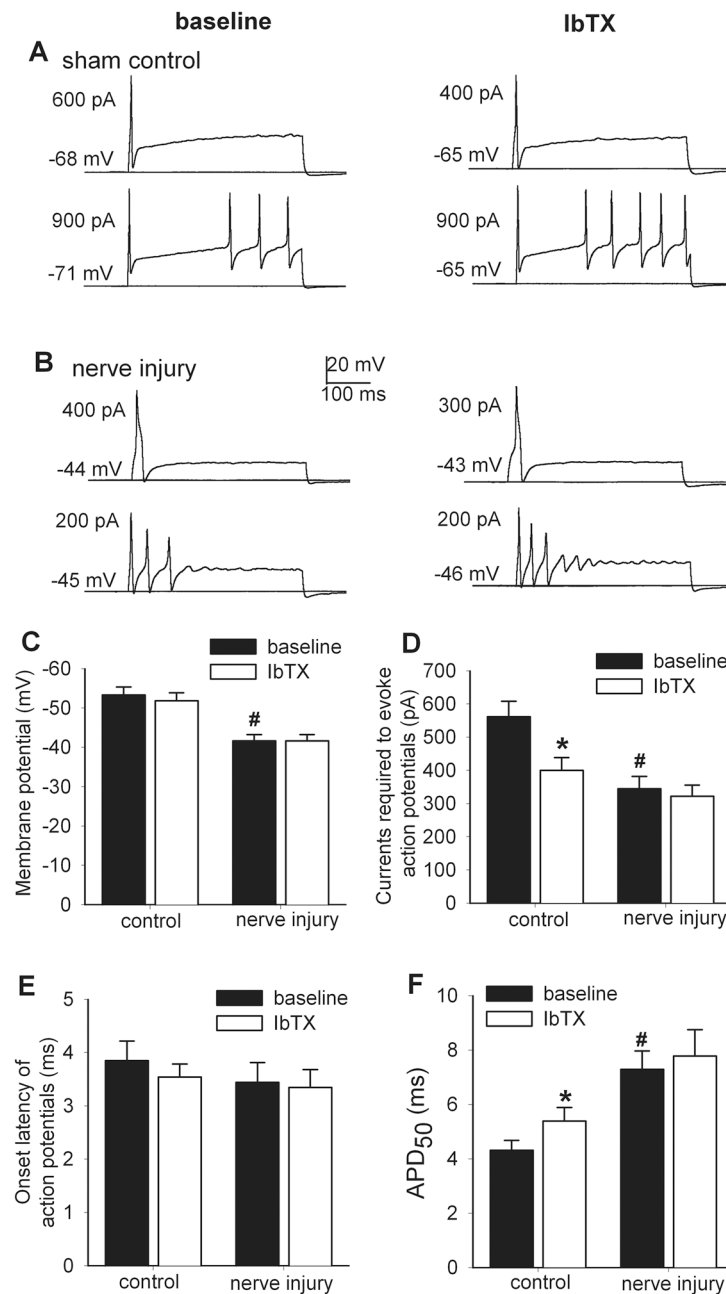 baseline
IbTX
A sham control
600 pA
-68 mV
400 pA
-65 mV
900 pA
-71 mV
900 pA
-65 mV
B nerve injury
20 mV
100 ms
400 pA
-44 mV
300 pA
-43 mV
200 pA
-45 mV
200 pA
-46 mV
C
baseline
IbTX
Membrane potential (mV)
-60
-50
-40
-30
-20
-10
0
#
control
nerve injury
D
baseline
IbTX
Currents required to evoke
action potentials (pA)
700
600
500
400
300
200
100
0
*
#
control
nerve injury
E
baseline
IbTX
Onset latency of
action potentials (ms)
5
4
3
2
1
0
control
nerve injury
F
baseline
IbTX
APD50 (ms)
10
8
6
4
2
0
*
#
control
nerve injury